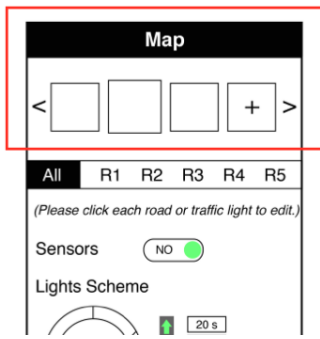 Map
< + >
All R1 R2 R3 R4 R5
(Please click each road or traffic light to edit.)
Sensors NO
Lights Scheme
20 s